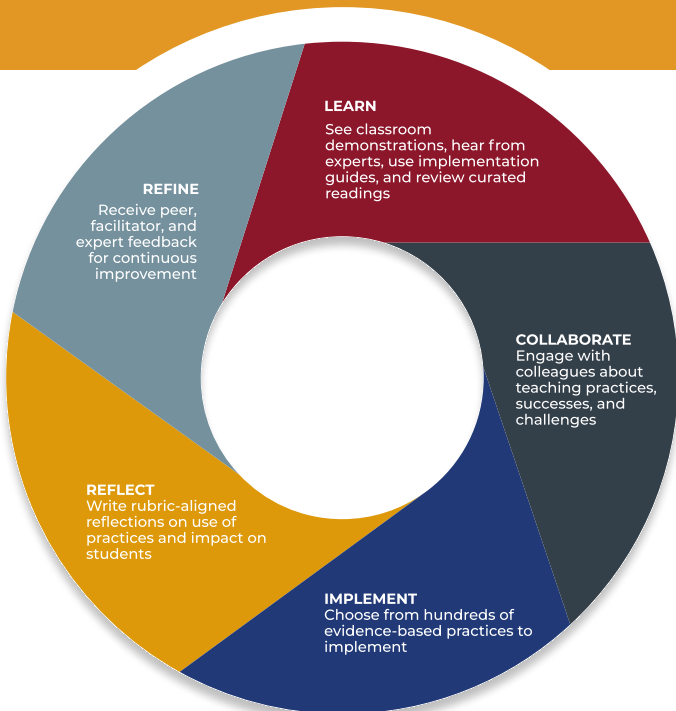 LEARN
See classroom
demonstrations, hear from
experts, use implementation
guides, and review curated
readings
COLLABORATE
Engage with
colleagues about
teaching practices,
successes, and
challenges
IMPLEMENT
Choose from hundreds of
evidence-based practices to
implement
REFLECT
Write rubric-aligned
reflections on use of
practices and impact on
students
REFINE
Receive peer,
facilitator, and
expert feedback
for continuous
improvement